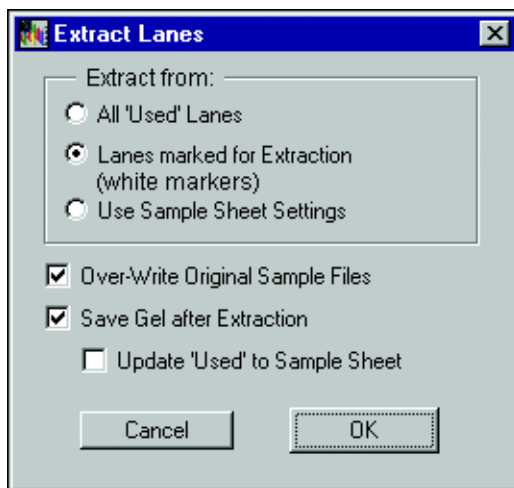 Extract Lanes
Extract from:
All 'Used' Lanes
Lanes marked for Extraction
(white markers)
Use Sample Sheet Settings
Over-Write Original Sample Files
Save Gel after Extraction
Update 'Used' to Sample Sheet
Cancel
OK